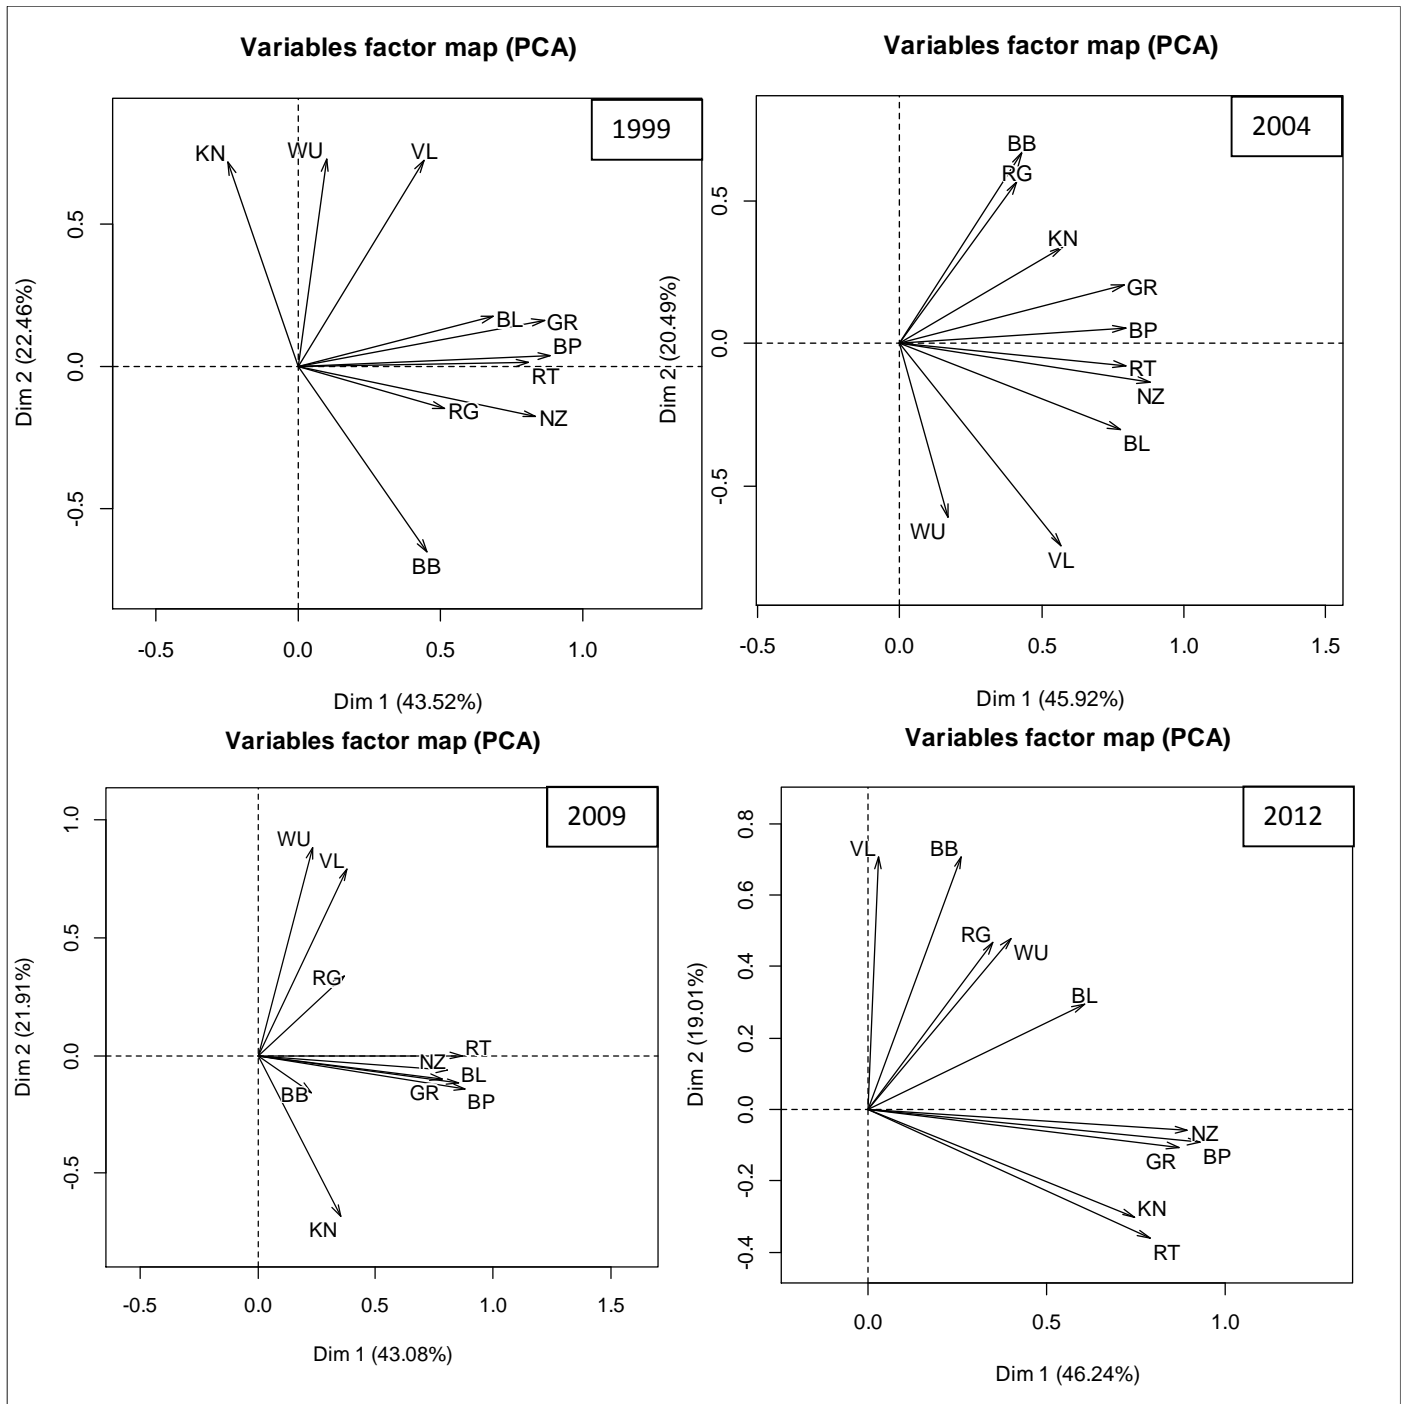 Variables factor map (PCA)
1999
KN
WU
VL
BL
GR
BP
RT
RG
NZ
BB
0.5
0.0
-0.5
Dim 2 (22.46%)
-0.5
0.0
0.5
1.0
Dim 1 (43.52%)
Variables factor map (PCA)
2004
BB
RG
KN
GR
BP
RT
NZ
BL
WU
VL
0.5
0.0
-0.5
Dim 2 (20.49%)
-0.5
0.0
0.5
1.0
1.5
Dim 1 (45.92%)
Variables factor map (PCA)
2009
WU
VL
RG
RT
NZ
BL
GR
BP
BB
KN
1.0
0.5
0.0
-0.5
Dim 2 (21.91%)
-0.5
0.0
0.5
1.0
1.5
Dim 1 (43.08%)
Variables factor map (PCA)
2012
VL
BB
RG
WU
BL
NZ
BP
GR
KN
RT
0.8
0.6
0.4
0.2
0.0
-0.2
-0.4
Dim 2 (19.01%)
0.0
0.5
1.0
Dim 1 (46.24%)